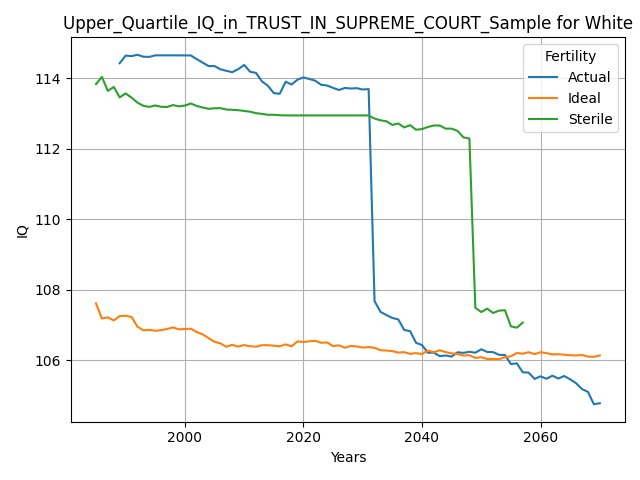 Upper_Quartile_IQ_in_TRUST_IN_SUPREME_COURT_Sample for White
Fertility
Actual
Ideal
Sterile
114
112
110
108
106
IQ
2000
2020
2040
2060
Years